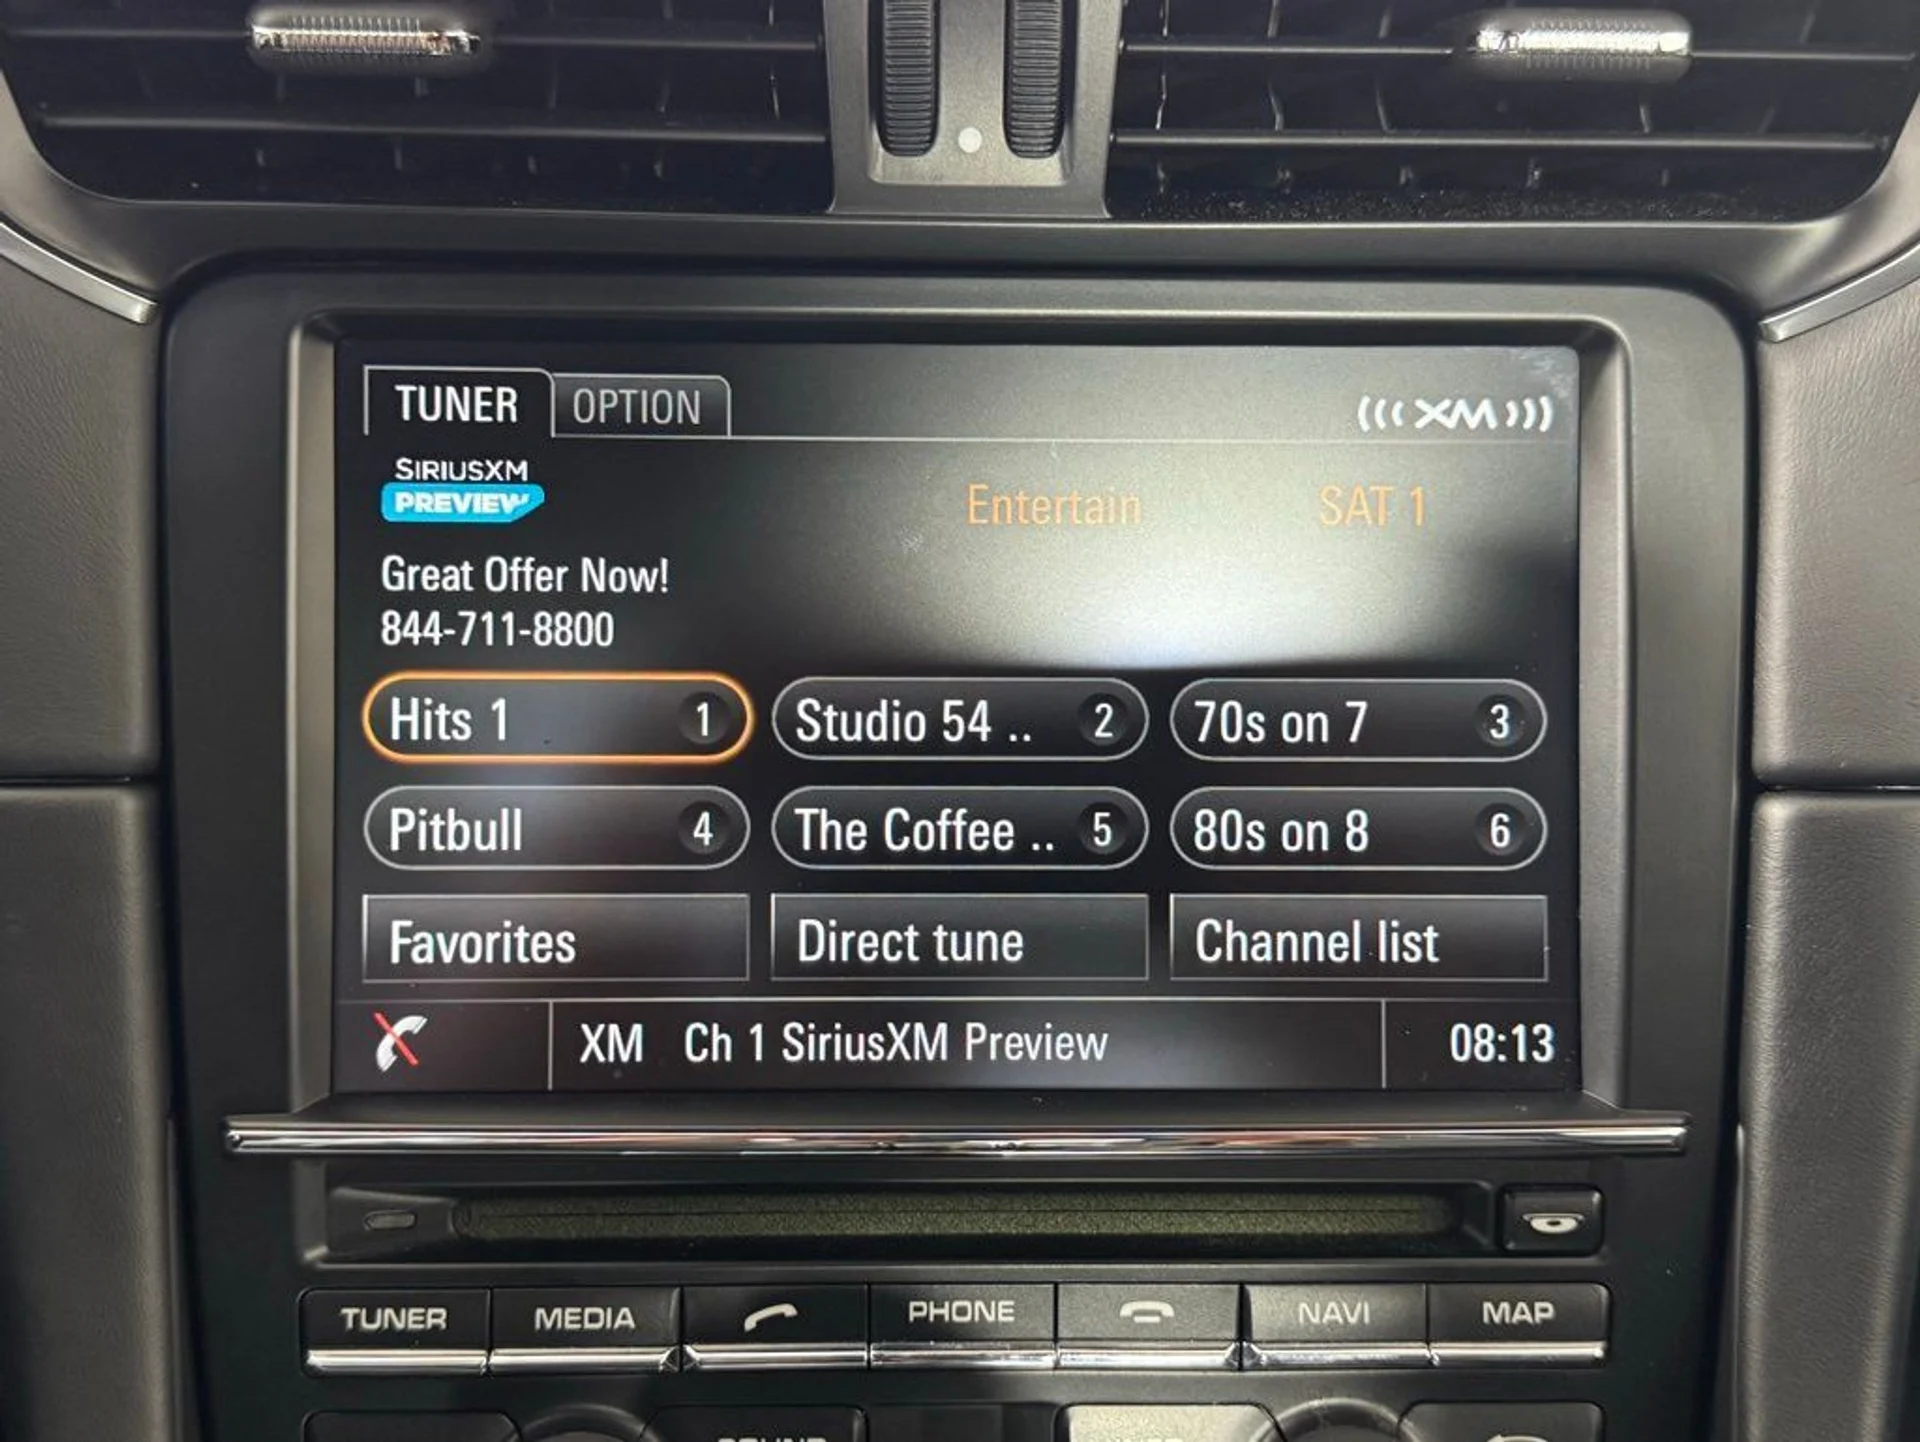 TUNER OPTION XM
SIRIUSXM
PREVIEW
Entertain SAT 1
Great Offer Now!
844-711-8800
Hits 1 1 Studio 54 .. 2 70s on 7 3
Pitbull 4 The Coffee .. 5 80s on 8 6
Favorites Direct tune Channel list
XM Ch 1 SiriusXM Preview 08:13
TUNER MEDIA PHONE NAVI MAP